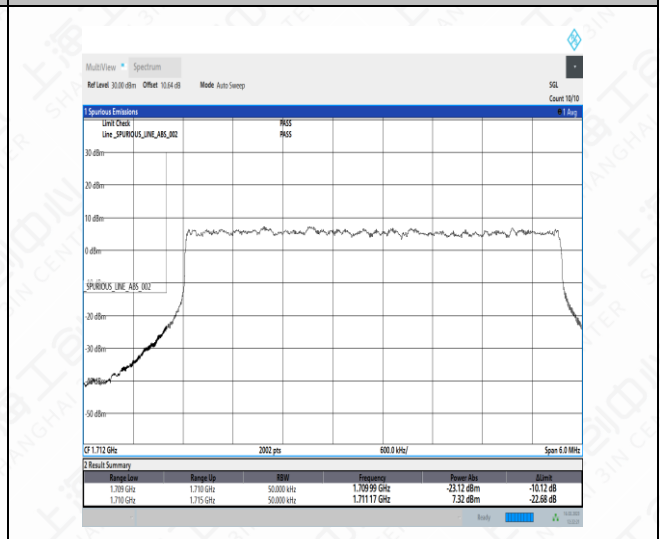 MultiView Spectrum
Ref Level 30.00 dBm Offset 10.64 dB Mode Auto Sweep SGL
Count 10/10
1 Spurious Emissions 1 Avg
Limit Check PASS
Line _SPURIOUS_LINE_ABS_002 PASS
30 dBm
20 dBm
10 dBm
0 dBm
SPURIOUS_LINE_ABS_002
-20 dBm
-30 dBm
-50 dBm
CF 1.712 GHz 2002 pts 600.0 kHz/ Span 6.0 MHz
2 Result Summary
Range Low Range Up RBW Frequency Power Abs ΔLimit
1.709 GHz 1.710 GHz 50.000 kHz 1.709 99 GHz -23.12 dBm -10.12 dB
1.710 GHz 1.715 GHz 50.000 kHz 1.711 17 GHz 7.32 dBm -22.68 dB
Ready